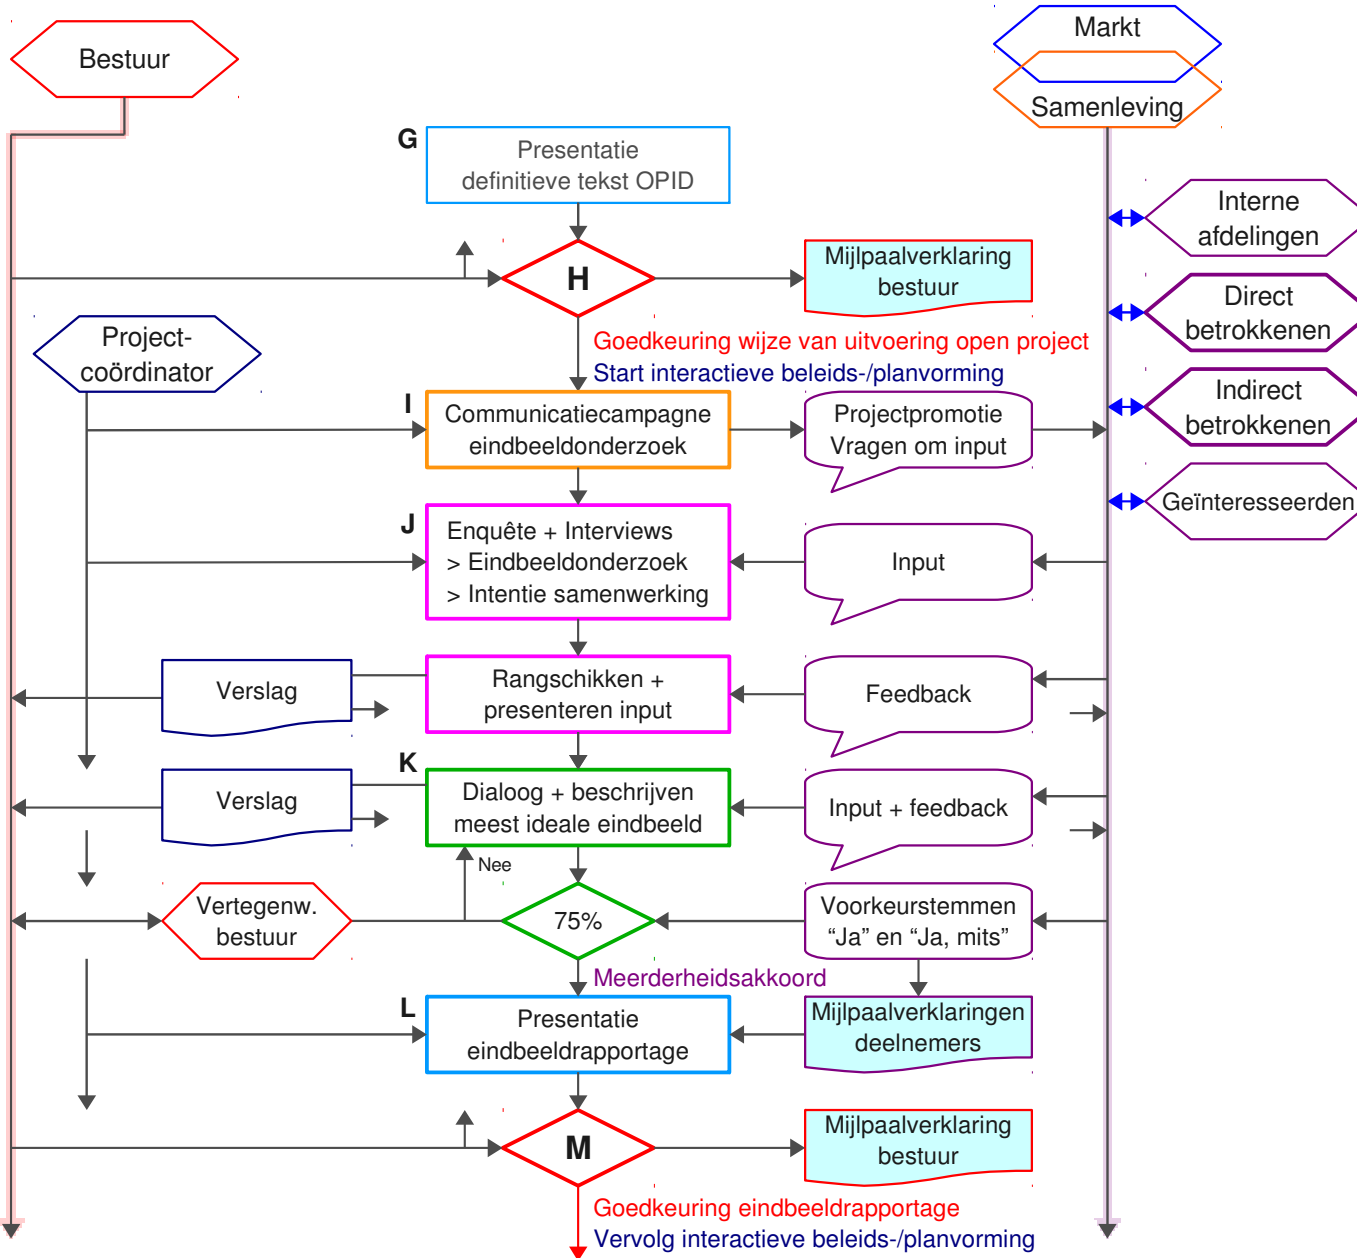 Bestuur
Markt
Samenleving
G
Presentatie
definitieve tekst OPID
Interne
afdelingen
H
Mijlpaalverklaring
bestuur
Direct
betrokkenen
Goedkeuring wijze van uitvoering open project
Start interactieve beleids-/planvorming
Project-
coördinator
Indirect
betrokkenen
I
Communicatiecampagne
eindbeeldonderzoek
Projectpromotie
Vragen om input
Geïnteresseerden
J
Enquête + Interviews
> Eindbeeldonderzoek
> Intentie samenwerking
Input
Verslag
Rangschikken +
presenteren input
Feedback
K
Verslag
Dialoog + beschrijven
meest ideale eindbeeld
Input + feedback
Nee
Vertegenw.
bestuur
75%
Voorkeurstemmen
“Ja” en “Ja, mits”
Meerderheidsakkoord
L
Presentatie
eindbeeldrapportage
Mijlpaalverklaringen
deelnemers
M
Mijlpaalverklaring
bestuur
Goedkeuring eindbeeldrapportage
Vervolg interactieve beleids-/planvorming